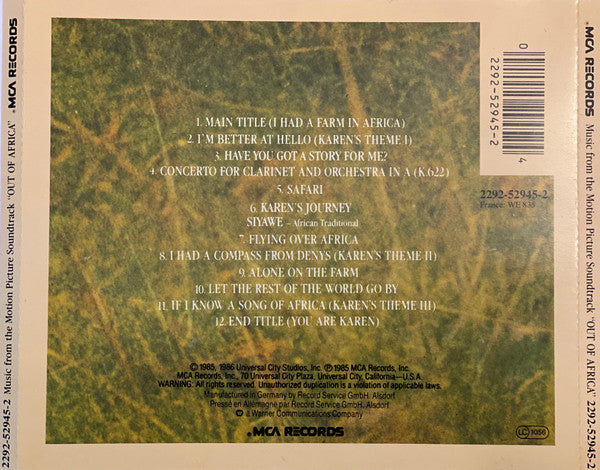 MCA RECORDS
Music from the Motion Picture Soundtrack "OUT OF AFRICA"
2292-52945-2
1. MAIN TITLE (I HAD A FARM IN AFRICA)
2. I'M BETTER AT HELLO (KAREN'S THEME I)
3. HAVE YOU GOT A STORY FOR ME?
4. CONCERTO FOR CLARINET AND ORCHESTRA IN A (K.622)
5. SAFARI
6. KAREN'S JOURNEY
SIYAWE – African Traditional
7. FLYING OVER AFRICA
8. I HAD A COMPASS FROM DENYS (KAREN'S THEME II)
9. ALONE ON THE FARM
10. LET THE REST OF THE WORLD GO BY
11. IF I KNOW A SONG OF AFRICA (KAREN'S THEME III)
12. END TITLE (YOU ARE KAREN)
© 1985, 1986 Universal City Studios, Inc. ℗ 1985 MCA Records, Inc.
MCA Records, Inc., 70 Universal City Plaza, Universal City, California—U.S.A.
WARNING: All rights reserved. Unauthorized duplication is a violation of applicable laws.
Manufactured in Germany by Record Service GmbH, Alsdorf
Pressé en Allemagne par Record Service GmbH, Alsdorf
a Warner Communications Company
MCA RECORDS
LC 1056
0
2292-52945-2
4
2292-52945-2
France: WE 835
MCA RECORDS
Music from the Motion Picture Soundtrack "OUT OF AFRICA"
2292-52945-2